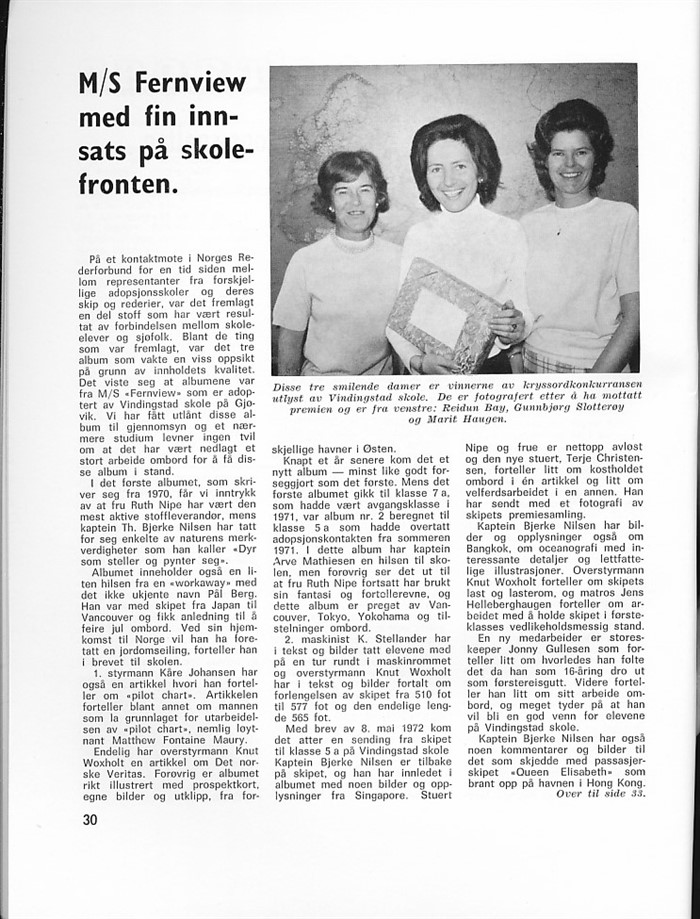 M/S Fernview
med fin inn-
sats på skole-
fronten.
På et kontaktmote i Norges Re-
derforbund for en tid siden mel-
lom representanter fra forskjel-
lige adopsjonsskoler og deres
skip og rederier, var det fremlagt
en del stoff som har vært resul-
tat av forbindelsen mellom skole-
elever og sjofolk. Blant de ting
som var fremlagt, var det tre
album som vakte en viss oppsikt
på grunn av innholdets kvalitet.
Det viste seg at albumene var
fra M/S «Fernview» som er adop-
tert av Vindingstad skole på Gjo-
vik. Vi har fått utlånt disse al-
bum til gjennomsyn og et nær-
mere studium levner ingen tvil
om at det har vært nedlagt et
stort arbeide ombord for å få dis-
se album i stand.
I det forste albumet, som skri-
ver seg fra 1970, får vi inntrykk
av at fru Ruth Nipe har vært den
mest aktive stoffleverandor, mens
kaptein Th. Bjerke Nilsen har tatt
for seg enkelte av naturens merk-
verdigheter som han kaller «Dyr
som steller og pynter seg».
Albumet inneholder også en li-
ten hilsen fra en «workaway» med
det ikke ukjente navn Pål Berg.
Han var med skipet fra Japan til
Vancouver og fikk anledning til å
feire jul ombord. Ved sin hjem-
komst til Norge vil han ha fore-
tatt en jordomseiling, forteller han
i brevet til skolen.
1. styrmann Kåre Johansen har
også en artikkel hvori han fortel-
ler om «pilot chart». Artikkelen
forteller blant annet om mannen
som la grunnlaget for utarbeidel-
sen av «pilot chart», nemlig loyt-
nant Matthew Fontaine Maury.
Endelig har overstyrmann Knut
Woxholt en artikkel om Det nor-
ske Veritas. Forovrig er albumet
rikt illustrert med prospektkort,
egne bilder og utklipp, fra for-
30
Disse tre smilende damer er vinnerne av kryssordkonkurransen
utlyst av Vindingstad skole. De er fotografert etter å ha mottatt
premien og er fra venstre: Reidun Bay, Gunnbjørg Slotterøy
og Marit Haugen.
skjellige havner i Østen.
Knapt et år senere kom det et
nytt album — minst like godt for-
seggjort som det forste. Mens det
forste albumet gikk til klasse 7 a,
som hadde vært avgangsklasse i
1971, var album nr. 2 beregnet til
klasse 5 a som hadde overtatt
adopsjonskontakten fra sommeren
1971. I dette album har kaptein
Arve Mathiesen en hilsen til sko-
len, men forovrig ser det ut til
at fru Ruth Nipe fortsatt har brukt
sin fantasi og fortellerevne, og
dette album er preget av Van-
couver, Tokyo, Yokohama og til-
stelninger ombord.
2. maskinist K. Stellander har
i tekst og bilder tatt elevene med
på en tur rundt i maskinrommet
og overstyrmann Knut Woxholt
har i tekst og bilder fortalt om
forlengelsen av skipet fra 510 fot
til 577 fot og den endelige leng-
de 565 fot.
Med brev av 8. mai 1972 kom
det atter en sending fra skipet
til klasse 5 a på Vindingstad skole
Kaptein Bjerke Nilsen er tilbake
på skipet, og han har innledet i
albumet med noen bilder og opp-
lysninger fra Singapore. Stuert
Nipe og frue er nettopp avlost
og den nye stuert, Terje Christen-
sen, forteller litt om kostholdet
ombord i én artikkel og litt om
velferdsarbeidet i en annen. Han
har sendt med et fotografi av
skipets premiesamling.
Kaptein Bjerke Nilsen har bil-
der og opplysninger også om
Bangkok, om oceanografi med in-
teressante detaljer og lettfatte-
lige illustrasjoner. Overstyrmann
Knut Woxholt forteller om skipets
last og lasterom, og matros Jens
Helleberghaugen forteller om ar-
beidet med å holde skipet i første-
klasses vedlikeholdsmessig stand.
En ny medarbeider er stores-
keeper Jonny Gullesen som for-
teller litt om hvorledes han folte
det da han som 16-åring dro ut
som førstereisgutt. Videre fortel-
ler han litt om sitt arbeide om-
bord, og meget tyder på at han
vil bli en god venn for elevene
på Vindingstad skole.
Kaptein Bjerke Nilsen har også
noen kommentarer og bilder til
det som skjedde med passasjer-
skipet «Queen Elisabeth» som
brant opp på havnen i Hong Kong.
Over til side 33.